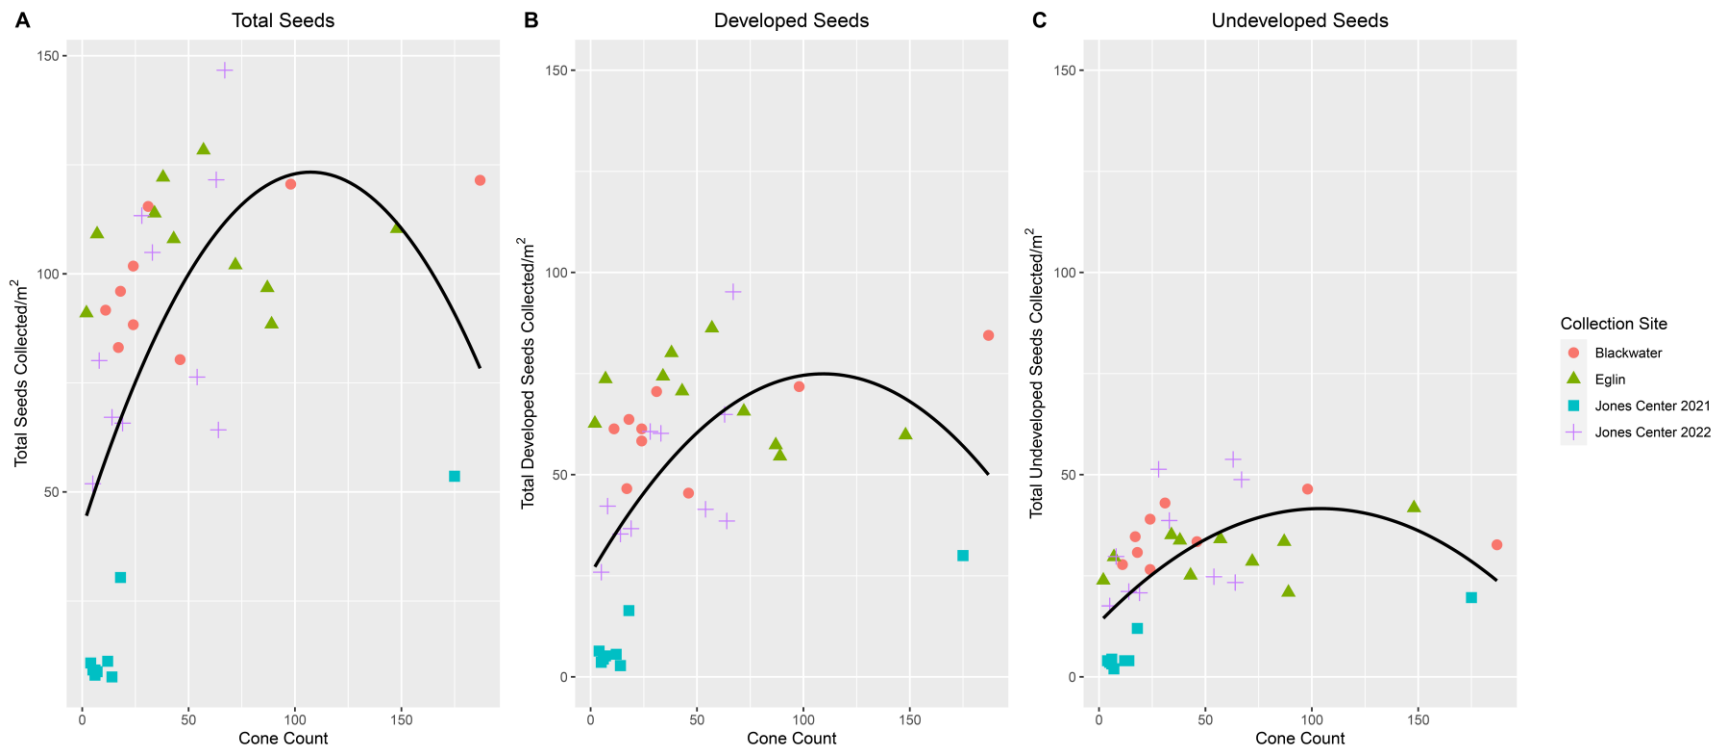 A
Total Seeds
B
Developed Seeds
C
Undeveloped Seeds
Total Seeds Collected/m²
150
100
50
0
50
100
150
Cone Count
Total Developed Seeds Collected/m²
150
100
50
0
0
50
100
150
Cone Count
Total Undeveloped Seeds Collected/m²
150
100
50
0
0
50
100
150
Cone Count
Collection Site
Blackwater
Eglin
Jones Center 2021
Jones Center 2022